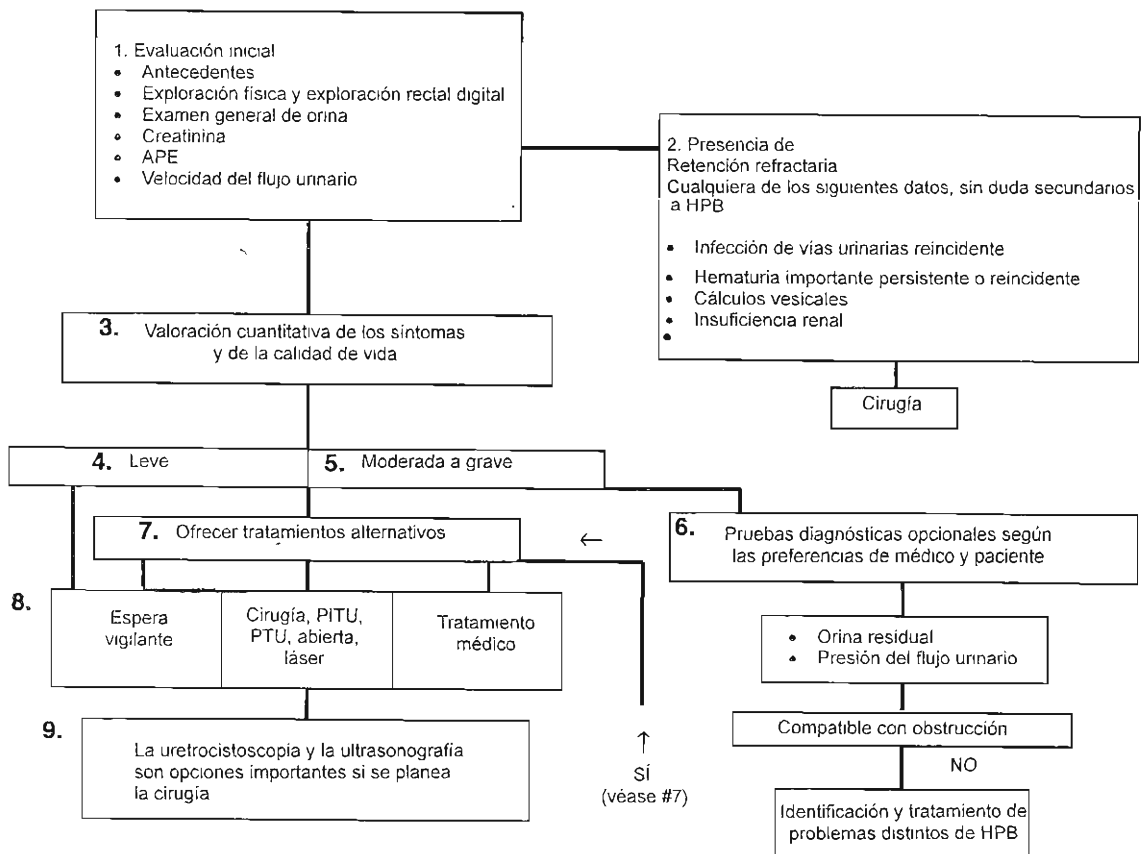 1. Evaluación inicial
• Antecedentes
• Exploración física y exploración rectal digital
• Examen general de orina
• Creatinina
• APE
• Velocidad del flujo urinario
2. Presencia de
Retención refractaria
Cualquiera de los siguientes datos, sin duda secundarios
a HPB
• Infección de vías urinarias reincidente
• Hematuria importante persistente o reincidente
• Cálculos vesicales
• Insuficiencia renal
•
Cirugía
3. Valoración cuantitativa de los síntomas
y de la calidad de vida
4. Leve
5. Moderada a grave
6. Pruebas diagnósticas opcionales según
las preferencias de médico y paciente
7. Ofrecer tratamientos alternativos
←
8.
Espera
vigilante
Cirugía, PITU,
PTU, abierta,
láser
Tratamiento
médico
• Orina residual
• Presión del flujo urinario
Compatible con obstrucción
NO
Identificación y tratamiento de
problemas distintos de HPB
↑
SÍ
(véase #7)
9.
La uretrocistoscopia y la ultrasonografía
son opciones importantes si se planea
la cirugía